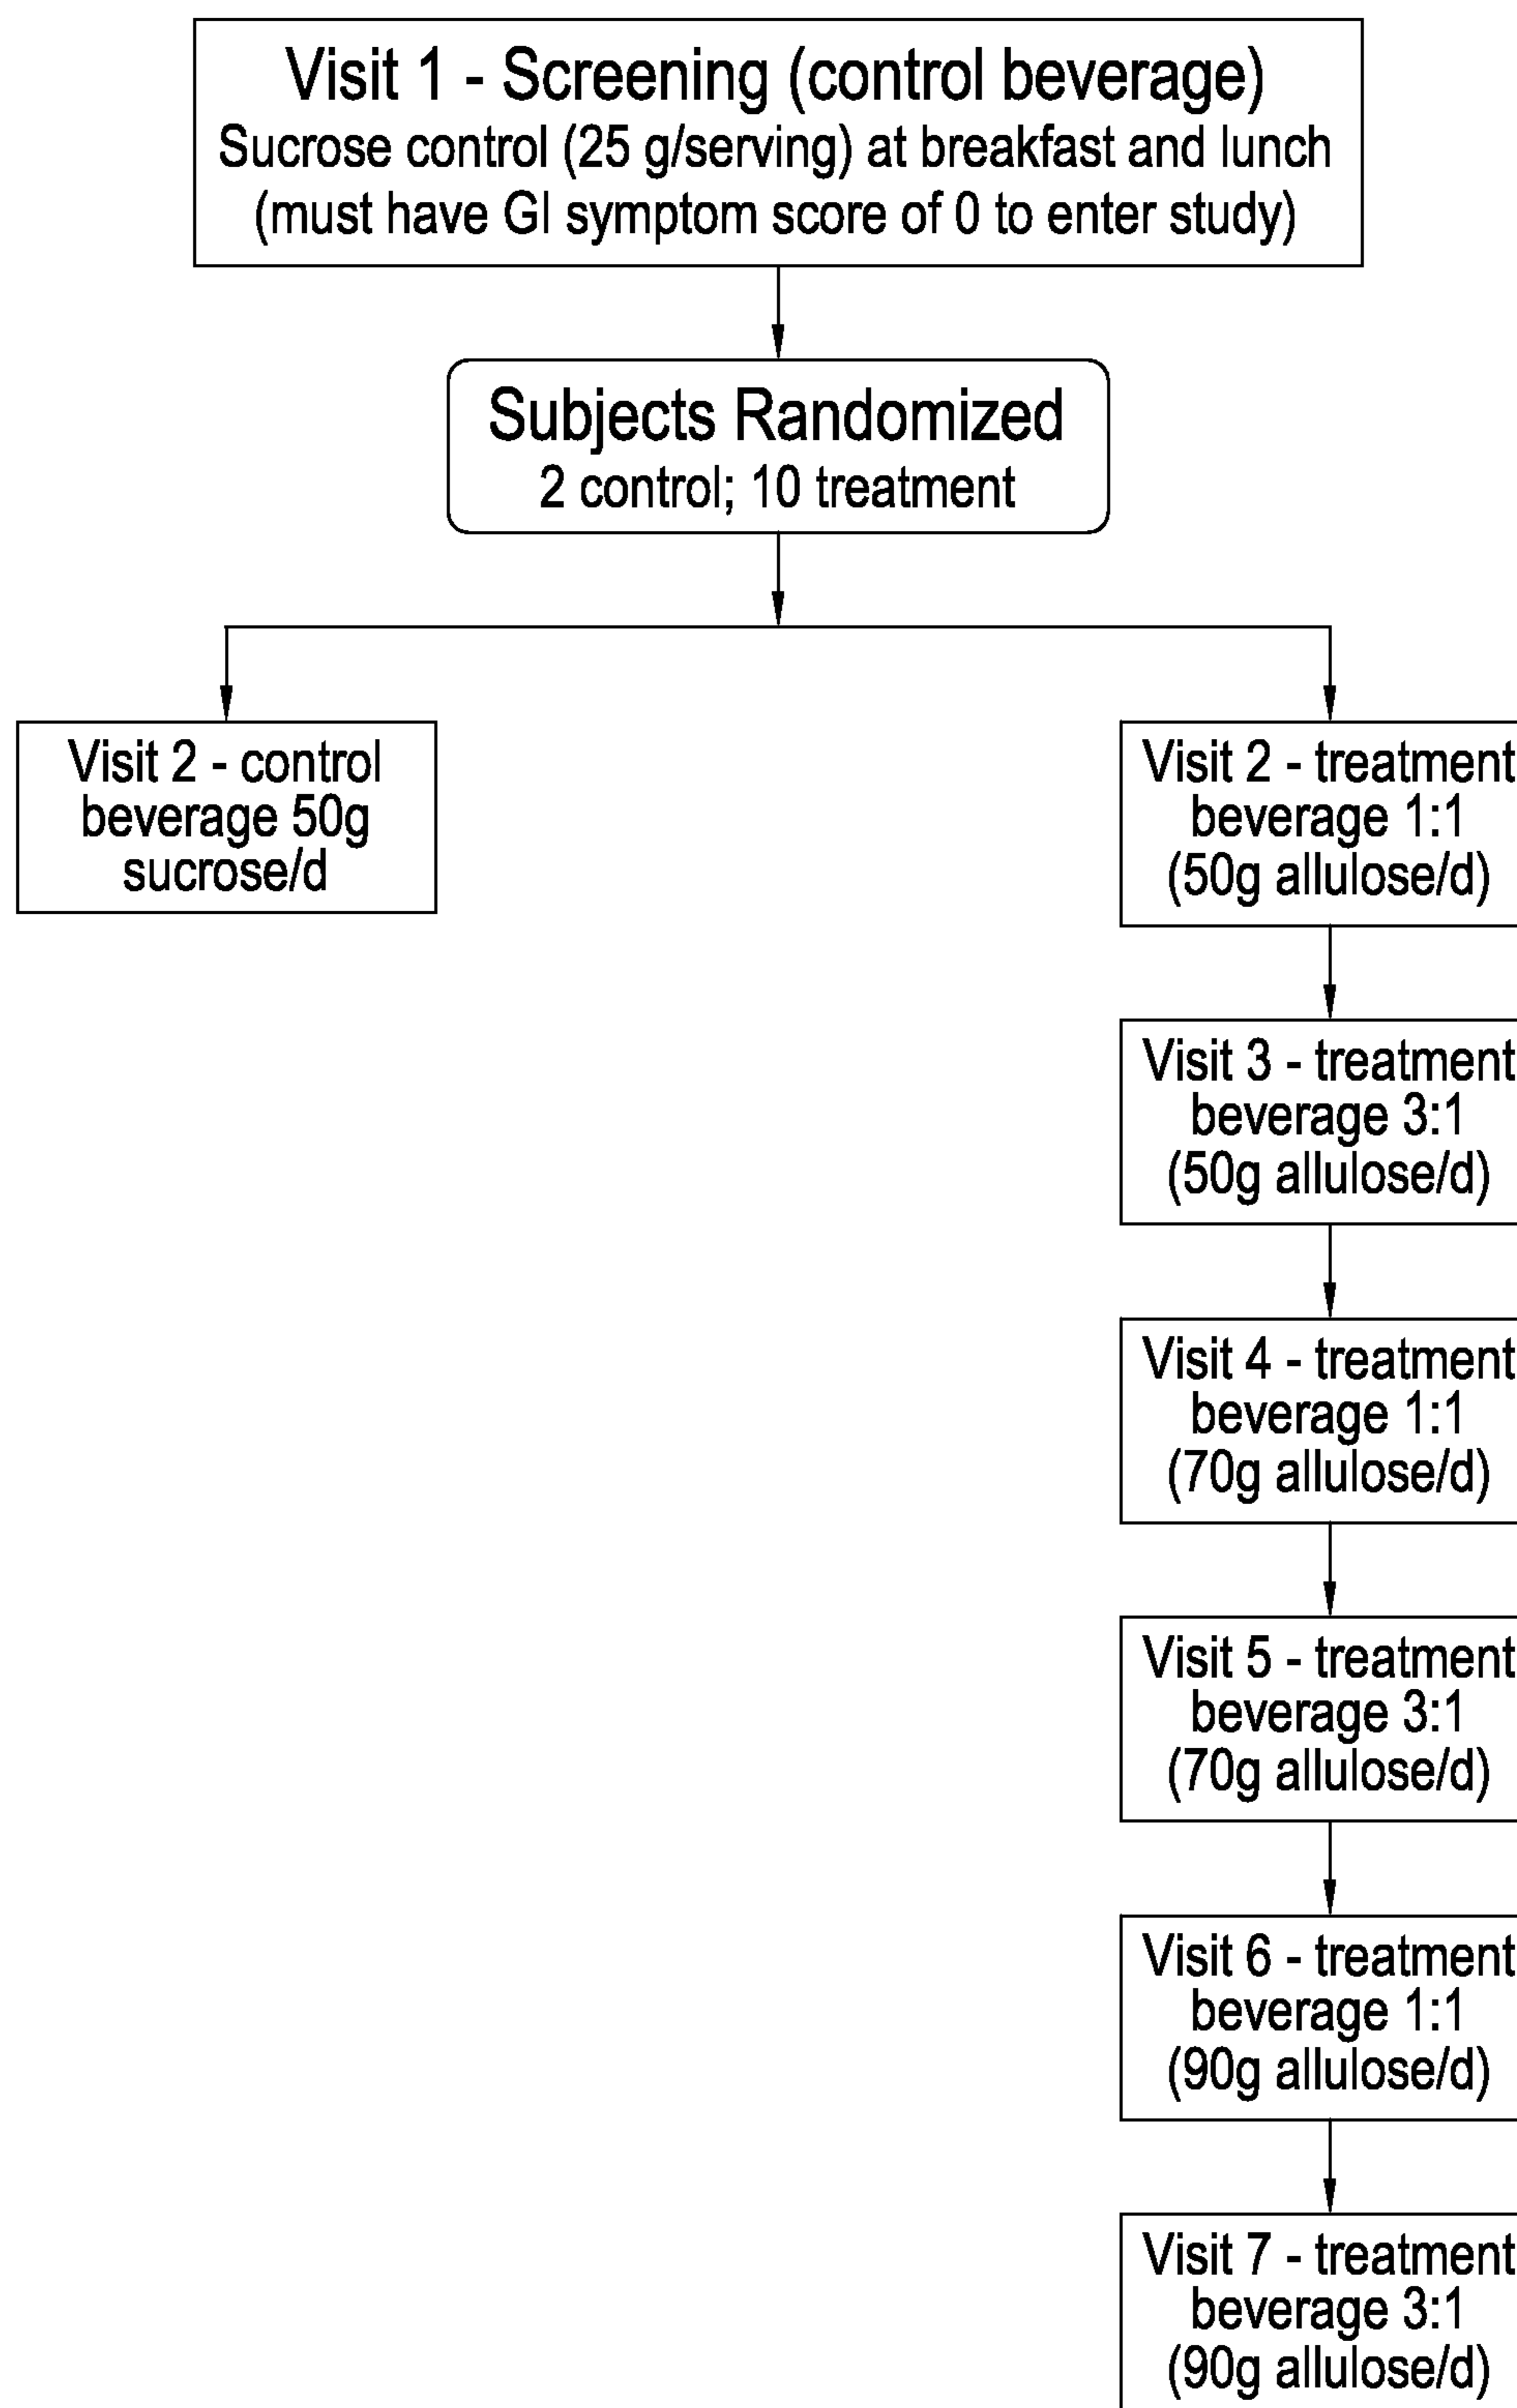 Visit 1 - Screening (control beverage)
Sucrose control (25 g/serving) at breakfast and lunch
(must have GI symptom score of 0 to enter study)
Subjects Randomized
2 control; 10 treatment
Visit 2 - control
beverage 50g
sucrose/d
Visit 2 - treatment
beverage 1:1
(50g allulose/d)
Visit 3 - treatment
beverage 3:1
(50g allulose/d)
Visit 4 - treatment
beverage 1:1
(70g allulose/d)
Visit 5 - treatment
beverage 3:1
(70g allulose/d)
Visit 6 - treatment
beverage 1:1
(90g allulose/d)
Visit 7 - treatment
beverage 3:1
(90g allulose/d)